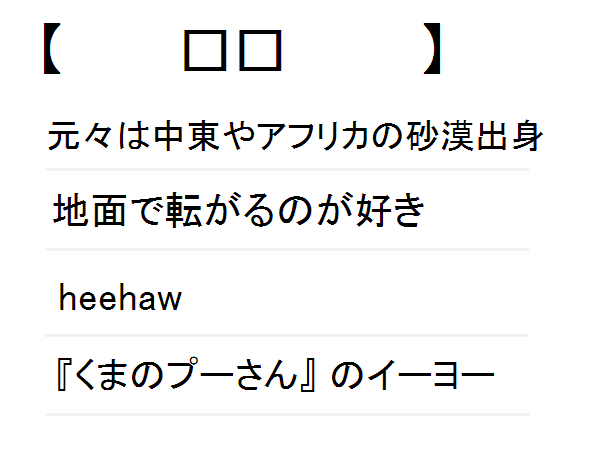 【 □□ 】
元々は中東やアフリカの砂漠出身
地面で転がるのが好き
heehaw
『くまのプーさん』のイーヨー